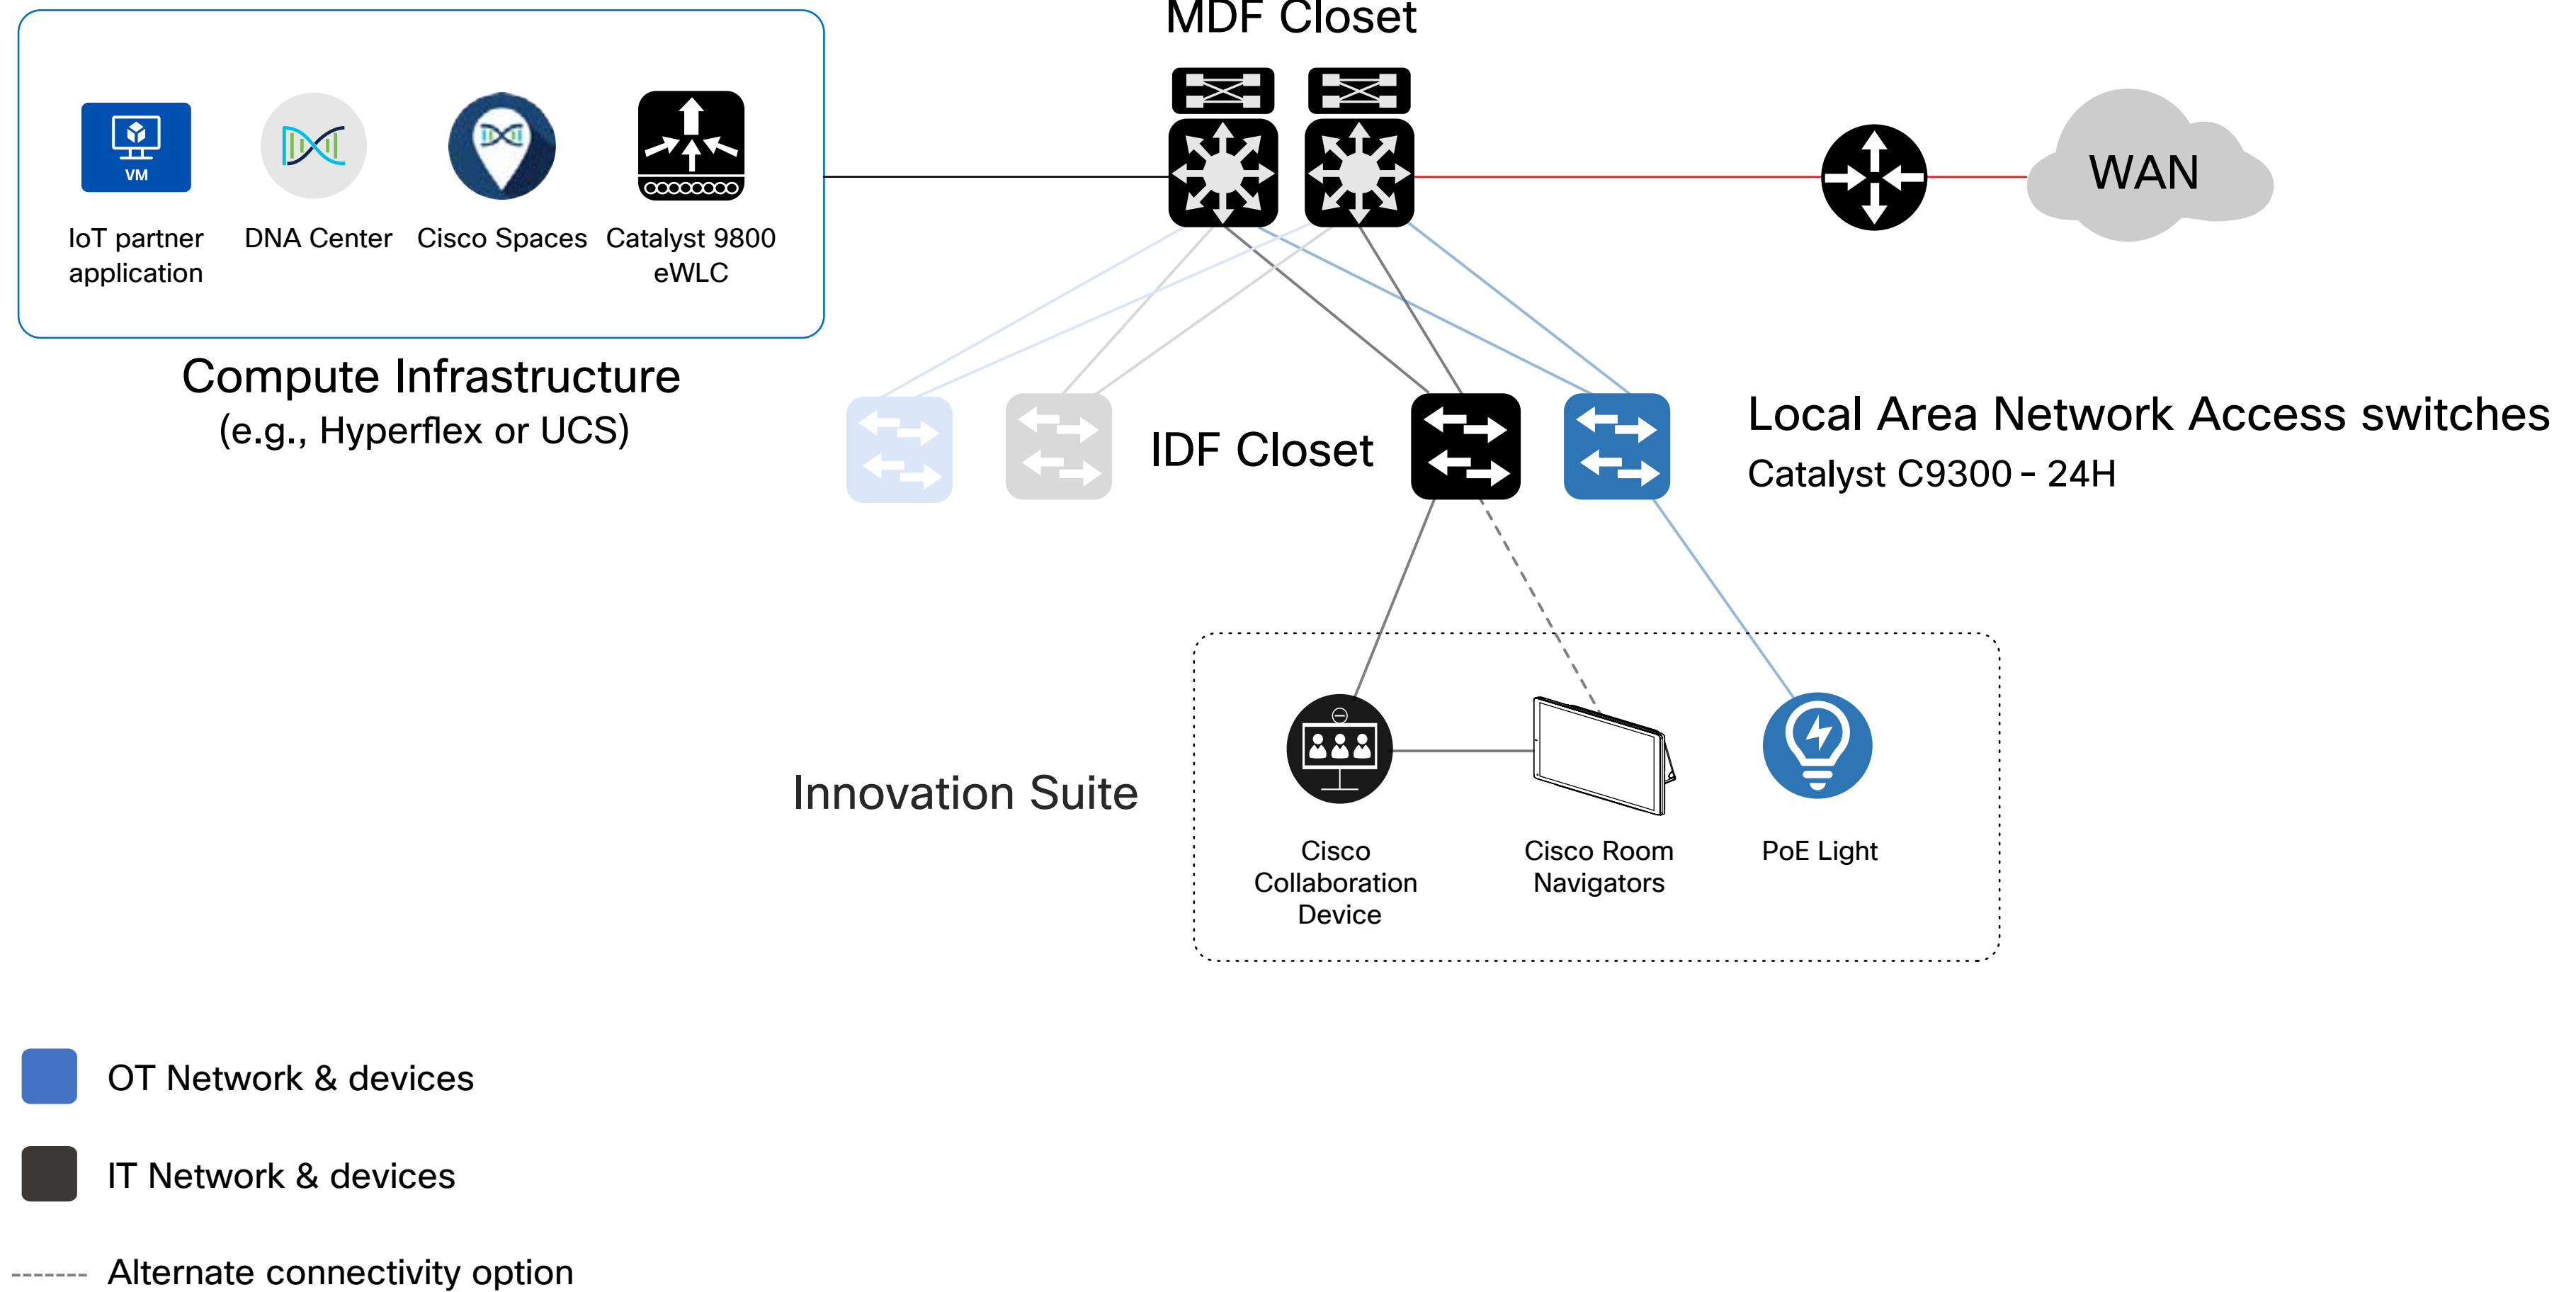 MDF Closet
VM
IoT partner
application
DNA Center
Cisco Spaces
Catalyst 9800
eWLC
WAN
Compute Infrastructure
(e.g., Hyperflex or UCS)
IDF Closet
Local Area Network Access switches
Catalyst C9300 - 24H
Innovation Suite
Cisco
Collaboration
Device
Cisco Room
Navigators
PoE Light
OT Network & devices
IT Network & devices
Alternate connectivity option